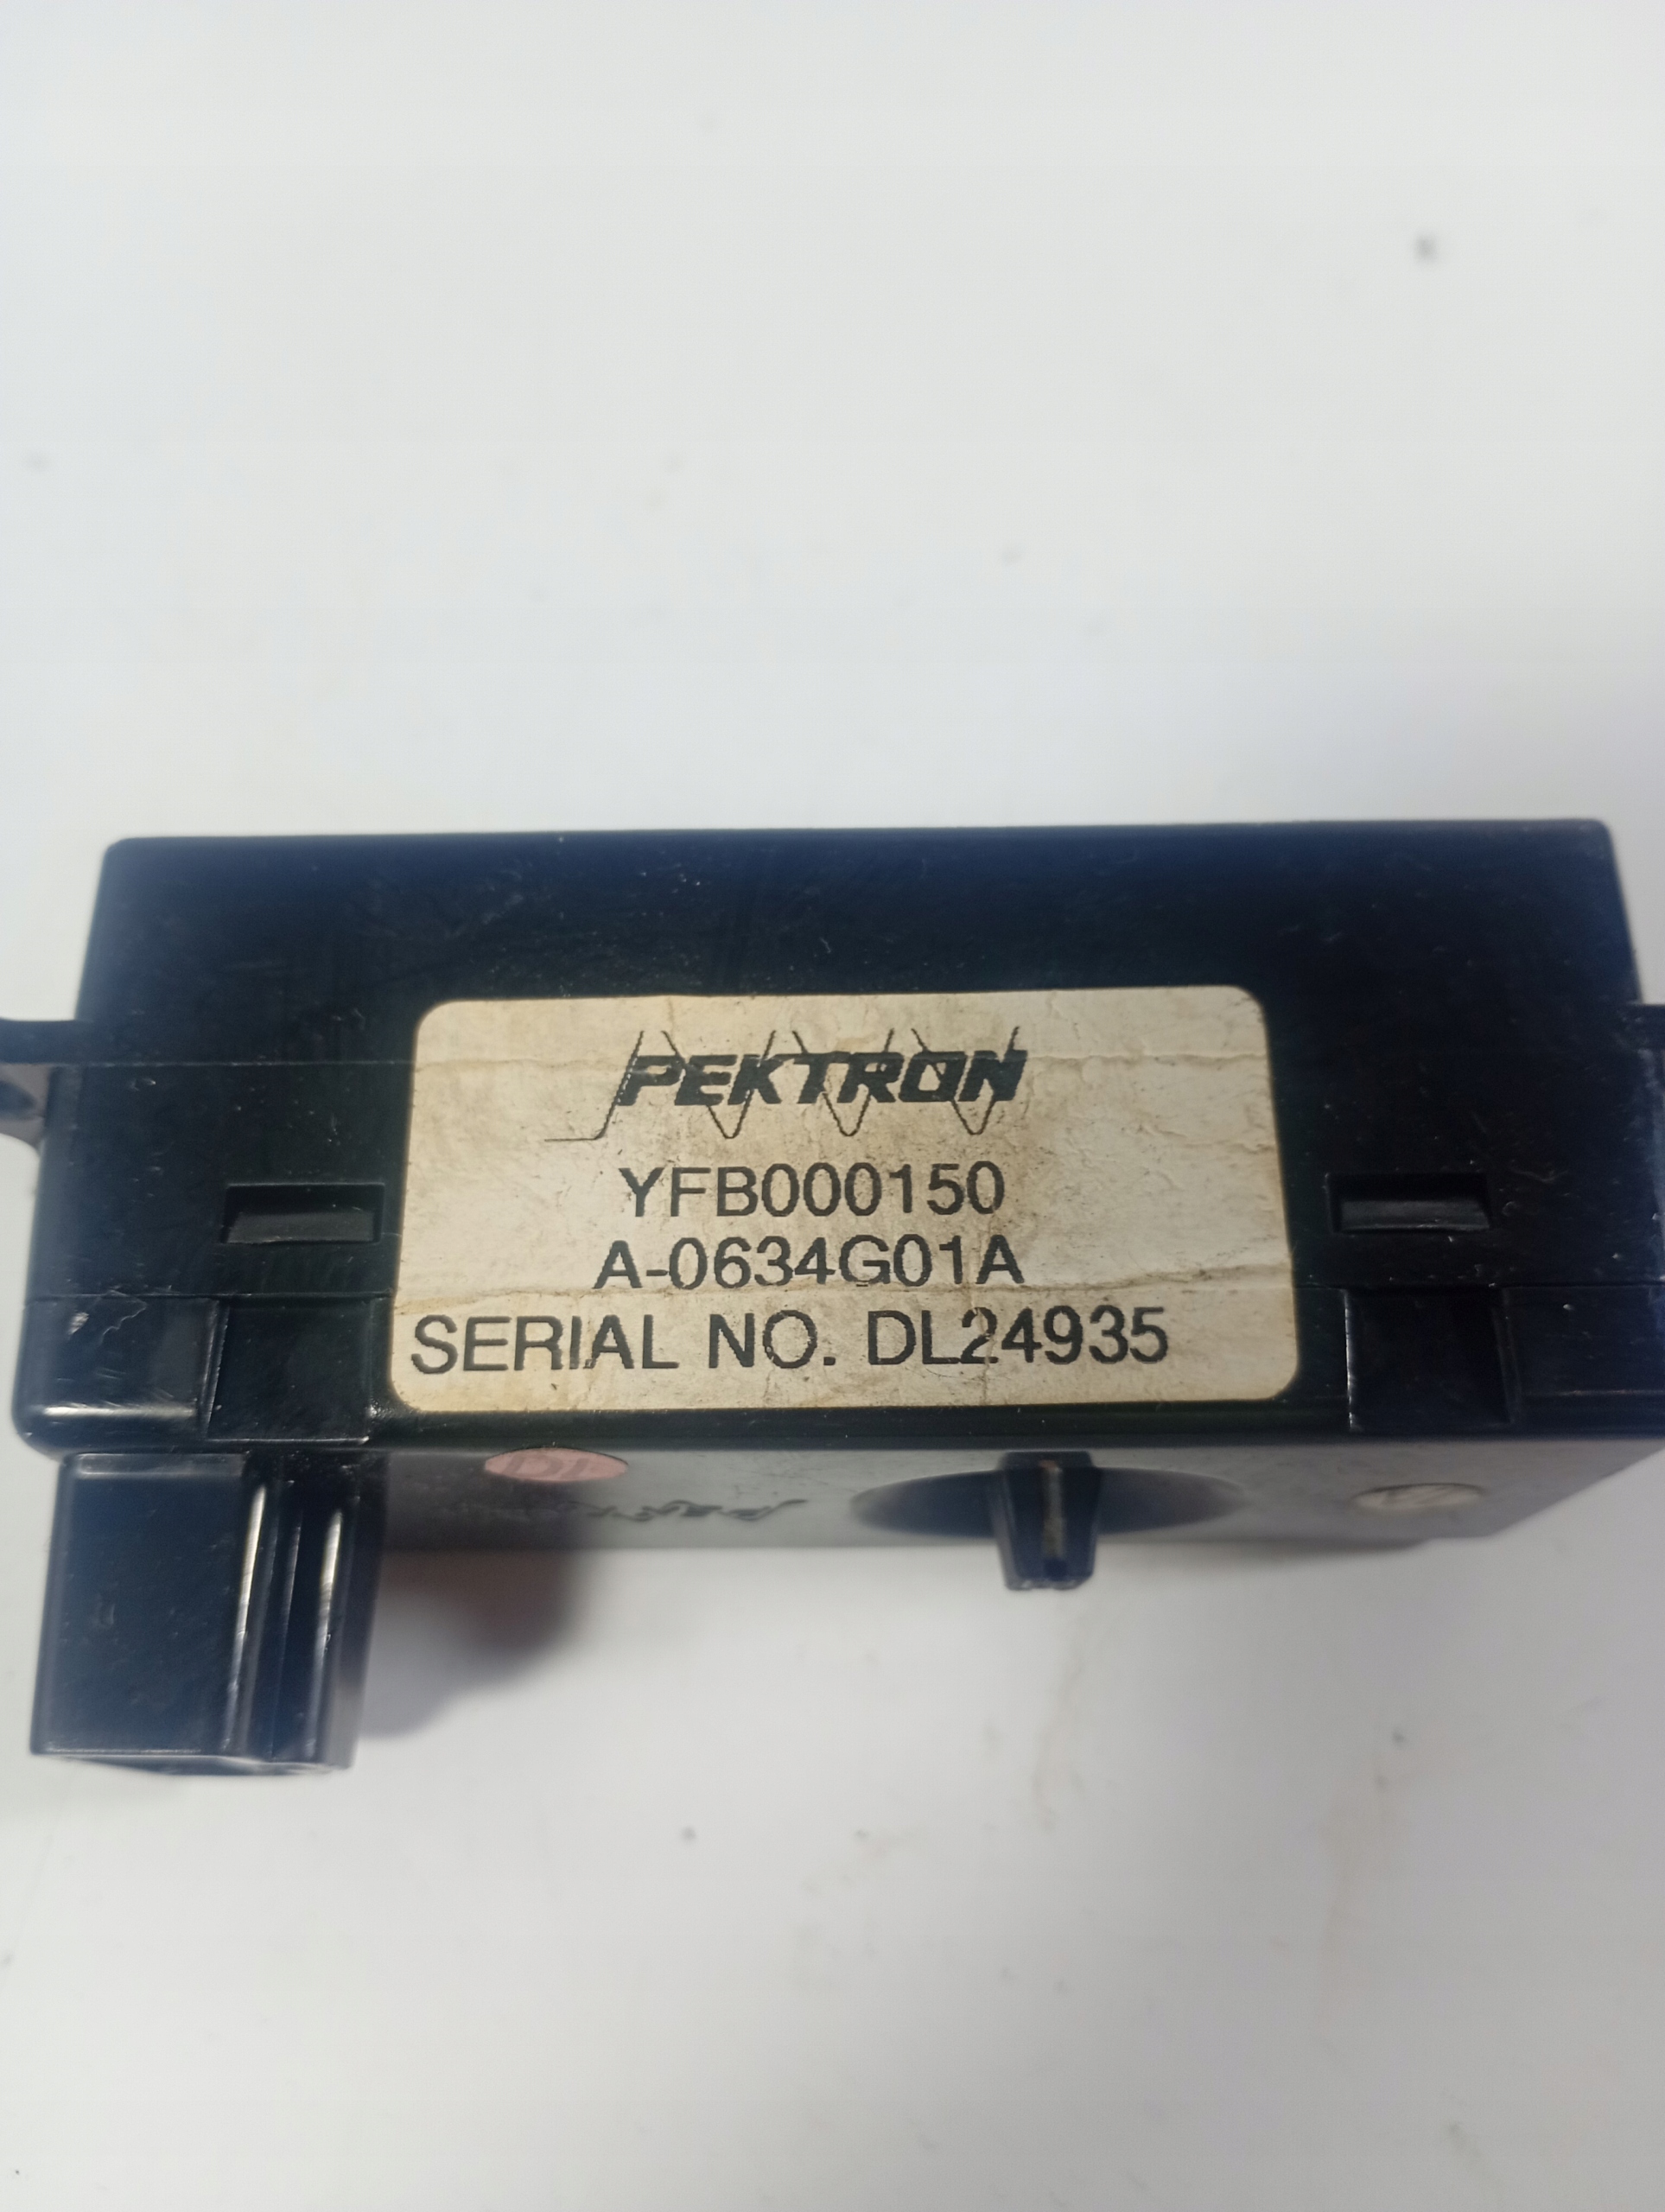 PEKTRON
YFB000150
A-0634G01A
SERIAL NO. DL24935